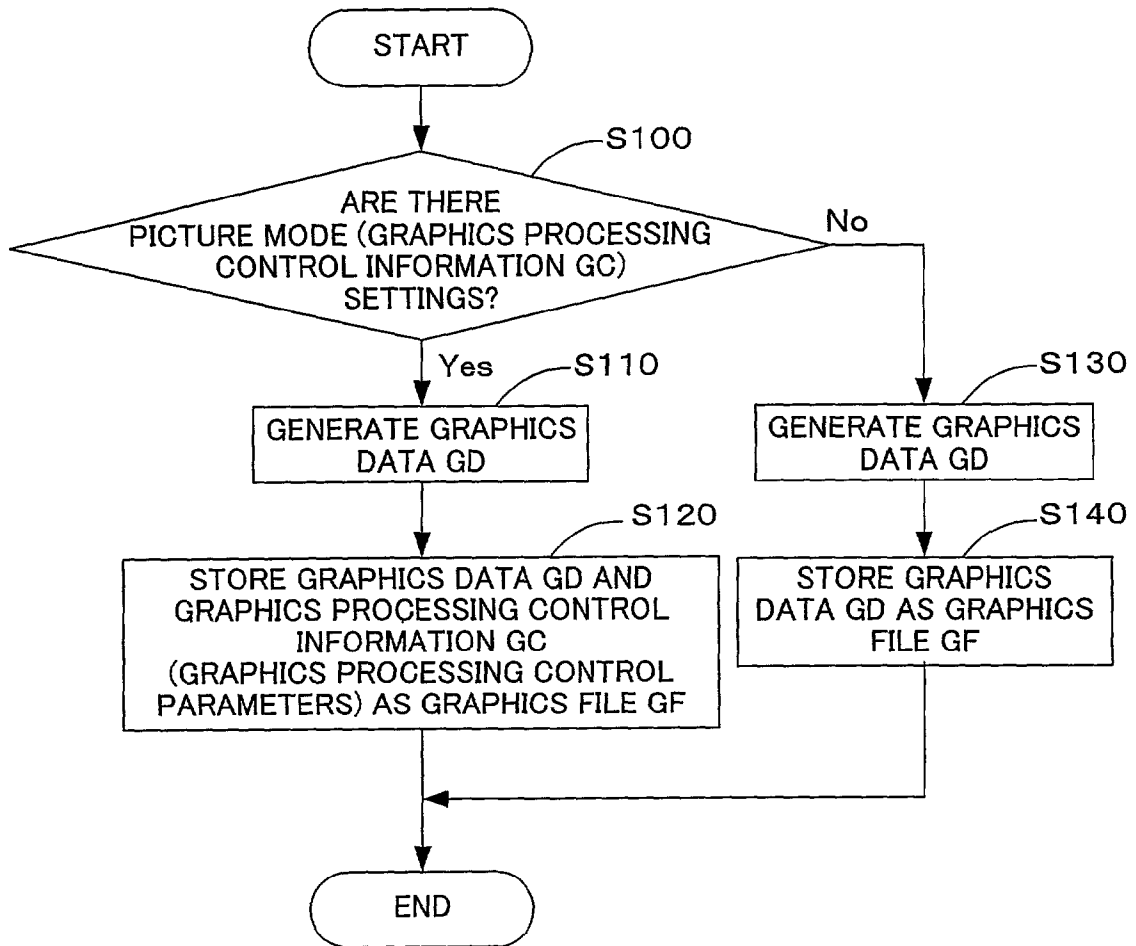 START
S100
ARE THERE
PICTURE MODE (GRAPHICS PROCESSING
CONTROL INFORMATION GC)
SETTINGS?
No
Yes
S110
GENERATE GRAPHICS
DATA GD
S130
GENERATE GRAPHICS
DATA GD
S120
STORE GRAPHICS DATA GD AND
GRAPHICS PROCESSING CONTROL
INFORMATION GC
(GRAPHICS PROCESSING CONTROL
PARAMETERS) AS GRAPHICS FILE GF
S140
STORE GRAPHICS
DATA GD AS GRAPHICS
FILE GF
END